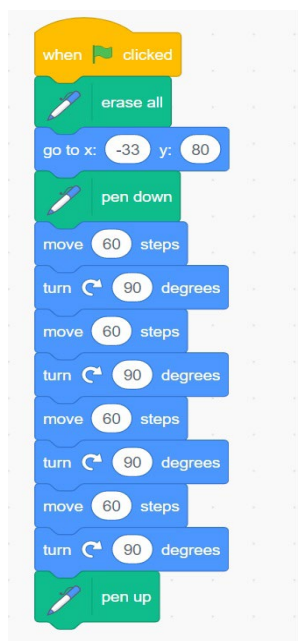 when clicked
erase all
go to x: -33 y: 80
pen down
move 60 steps
turn 90 degrees
move 60 steps
turn 90 degrees
move 60 steps
turn 90 degrees
move 60 steps
turn 90 degrees
pen up